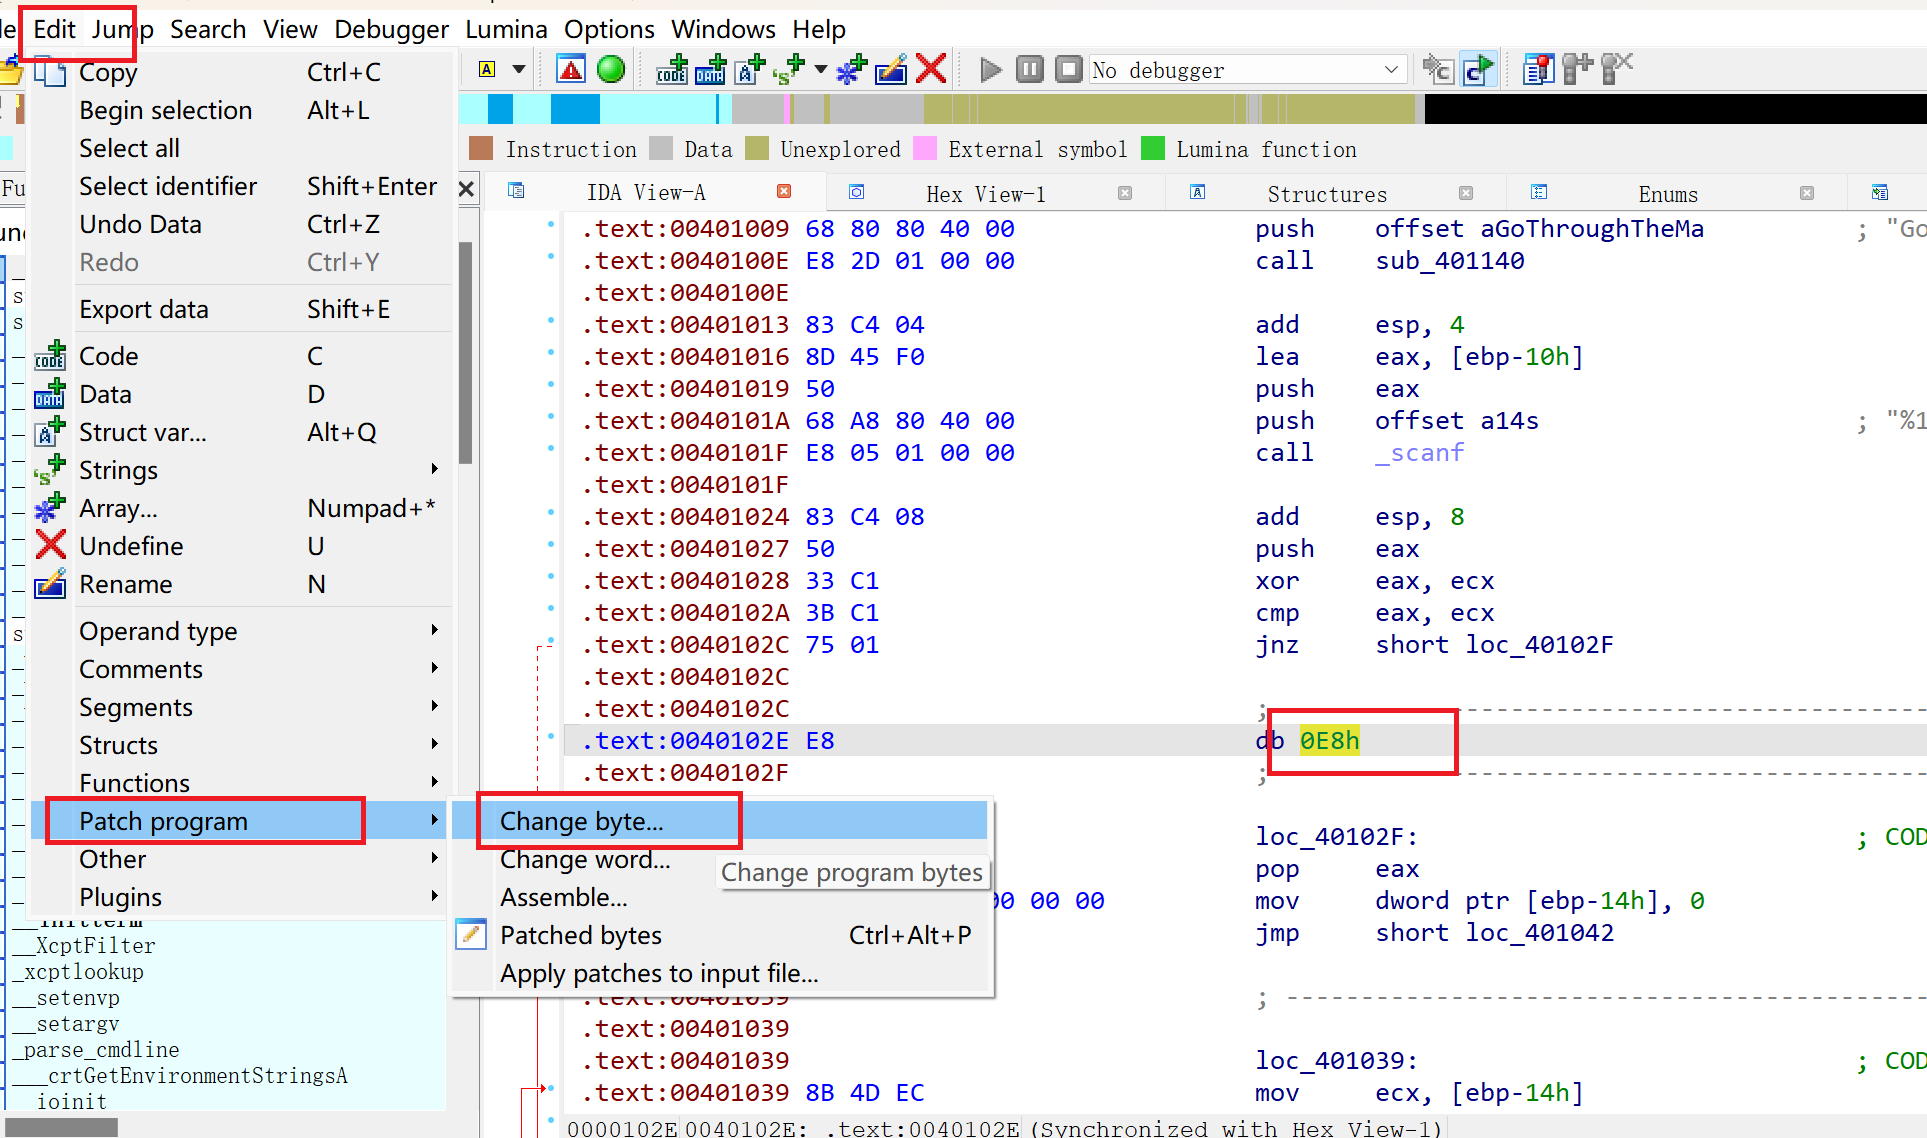 Edit Jump Search View Debugger Lumina Options Windows Help
Copy Ctrl+C
Begin selection Alt+L
Select all
Select identifier Shift+Enter
Undo Data Ctrl+Z
Redo Ctrl+Y
Export data Shift+E
Code C
Data D
Struct var... Alt+Q
Strings
Array... Numpad+*
Undefine U
Rename N
Operand type
Comments
Segments
Structs
Functions
Patch program
Other
Plugins
Change byte...
Change word...
Change program bytes
Assemble...
Patched bytes Ctrl+Alt+P
Apply patches to input file...
__XcptFilter
_xcptlookup
__setenvp
__setargv
_parse_cmdline
___crtGetEnvironmentStringsA
ioinit
No debugger
Instruction Data Unexplored External symbol Lumina function
IDA View-A Hex View-1 Structures Enums
.text:00401009 68 80 80 40 00 push offset aGoThroughTheMa ; "Go
.text:0040100E E8 2D 01 00 00 call sub_401140
.text:0040100E
.text:00401013 83 C4 04 add esp, 4
.text:00401016 8D 45 F0 lea eax, [ebp-10h]
.text:00401019 50 push eax
.text:0040101A 68 A8 80 40 00 push offset a14s ; "%1
.text:0040101F E8 05 01 00 00 call _scanf
.text:0040101F
.text:00401024 83 C4 08 add esp, 8
.text:00401027 50 push eax
.text:00401028 33 C1 xor eax, ecx
.text:0040102A 3B C1 cmp eax, ecx
.text:0040102C 75 01 jnz short loc_40102F
.text:0040102C
.text:0040102C ; ---------------------------------
.text:0040102E E8 db 0E8h
.text:0040102F ; ---------------------------------
loc_40102F: ; COD
pop eax
00 00 00 mov dword ptr [ebp-14h], 0
jmp short loc_401042
.text:00401039 ; ---------------------------------
.text:00401039
.text:00401039 loc_401039: ; COD
.text:00401039 8B 4D EC mov ecx, [ebp-14h]
0000102E 0040102E: .text:0040102E (Synchronized with Hex View-1)